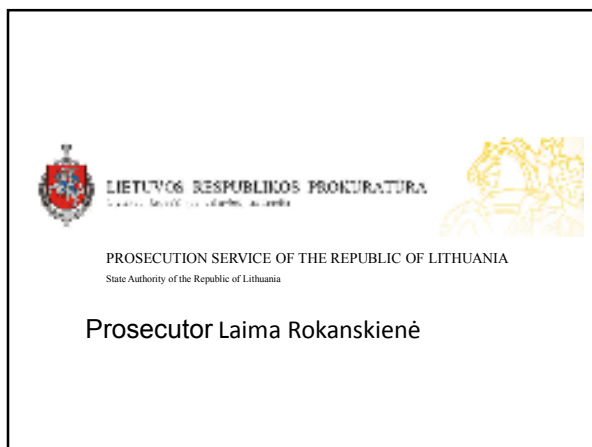 LIETUVOS RESPUBLIKOS PROKURATURA
PROSECUTION SERVICE OF THE REPUBLIC OF LITHUANIA
State Authority of the Republic of Lithuania
Prosecutor Laima Rokanskienė